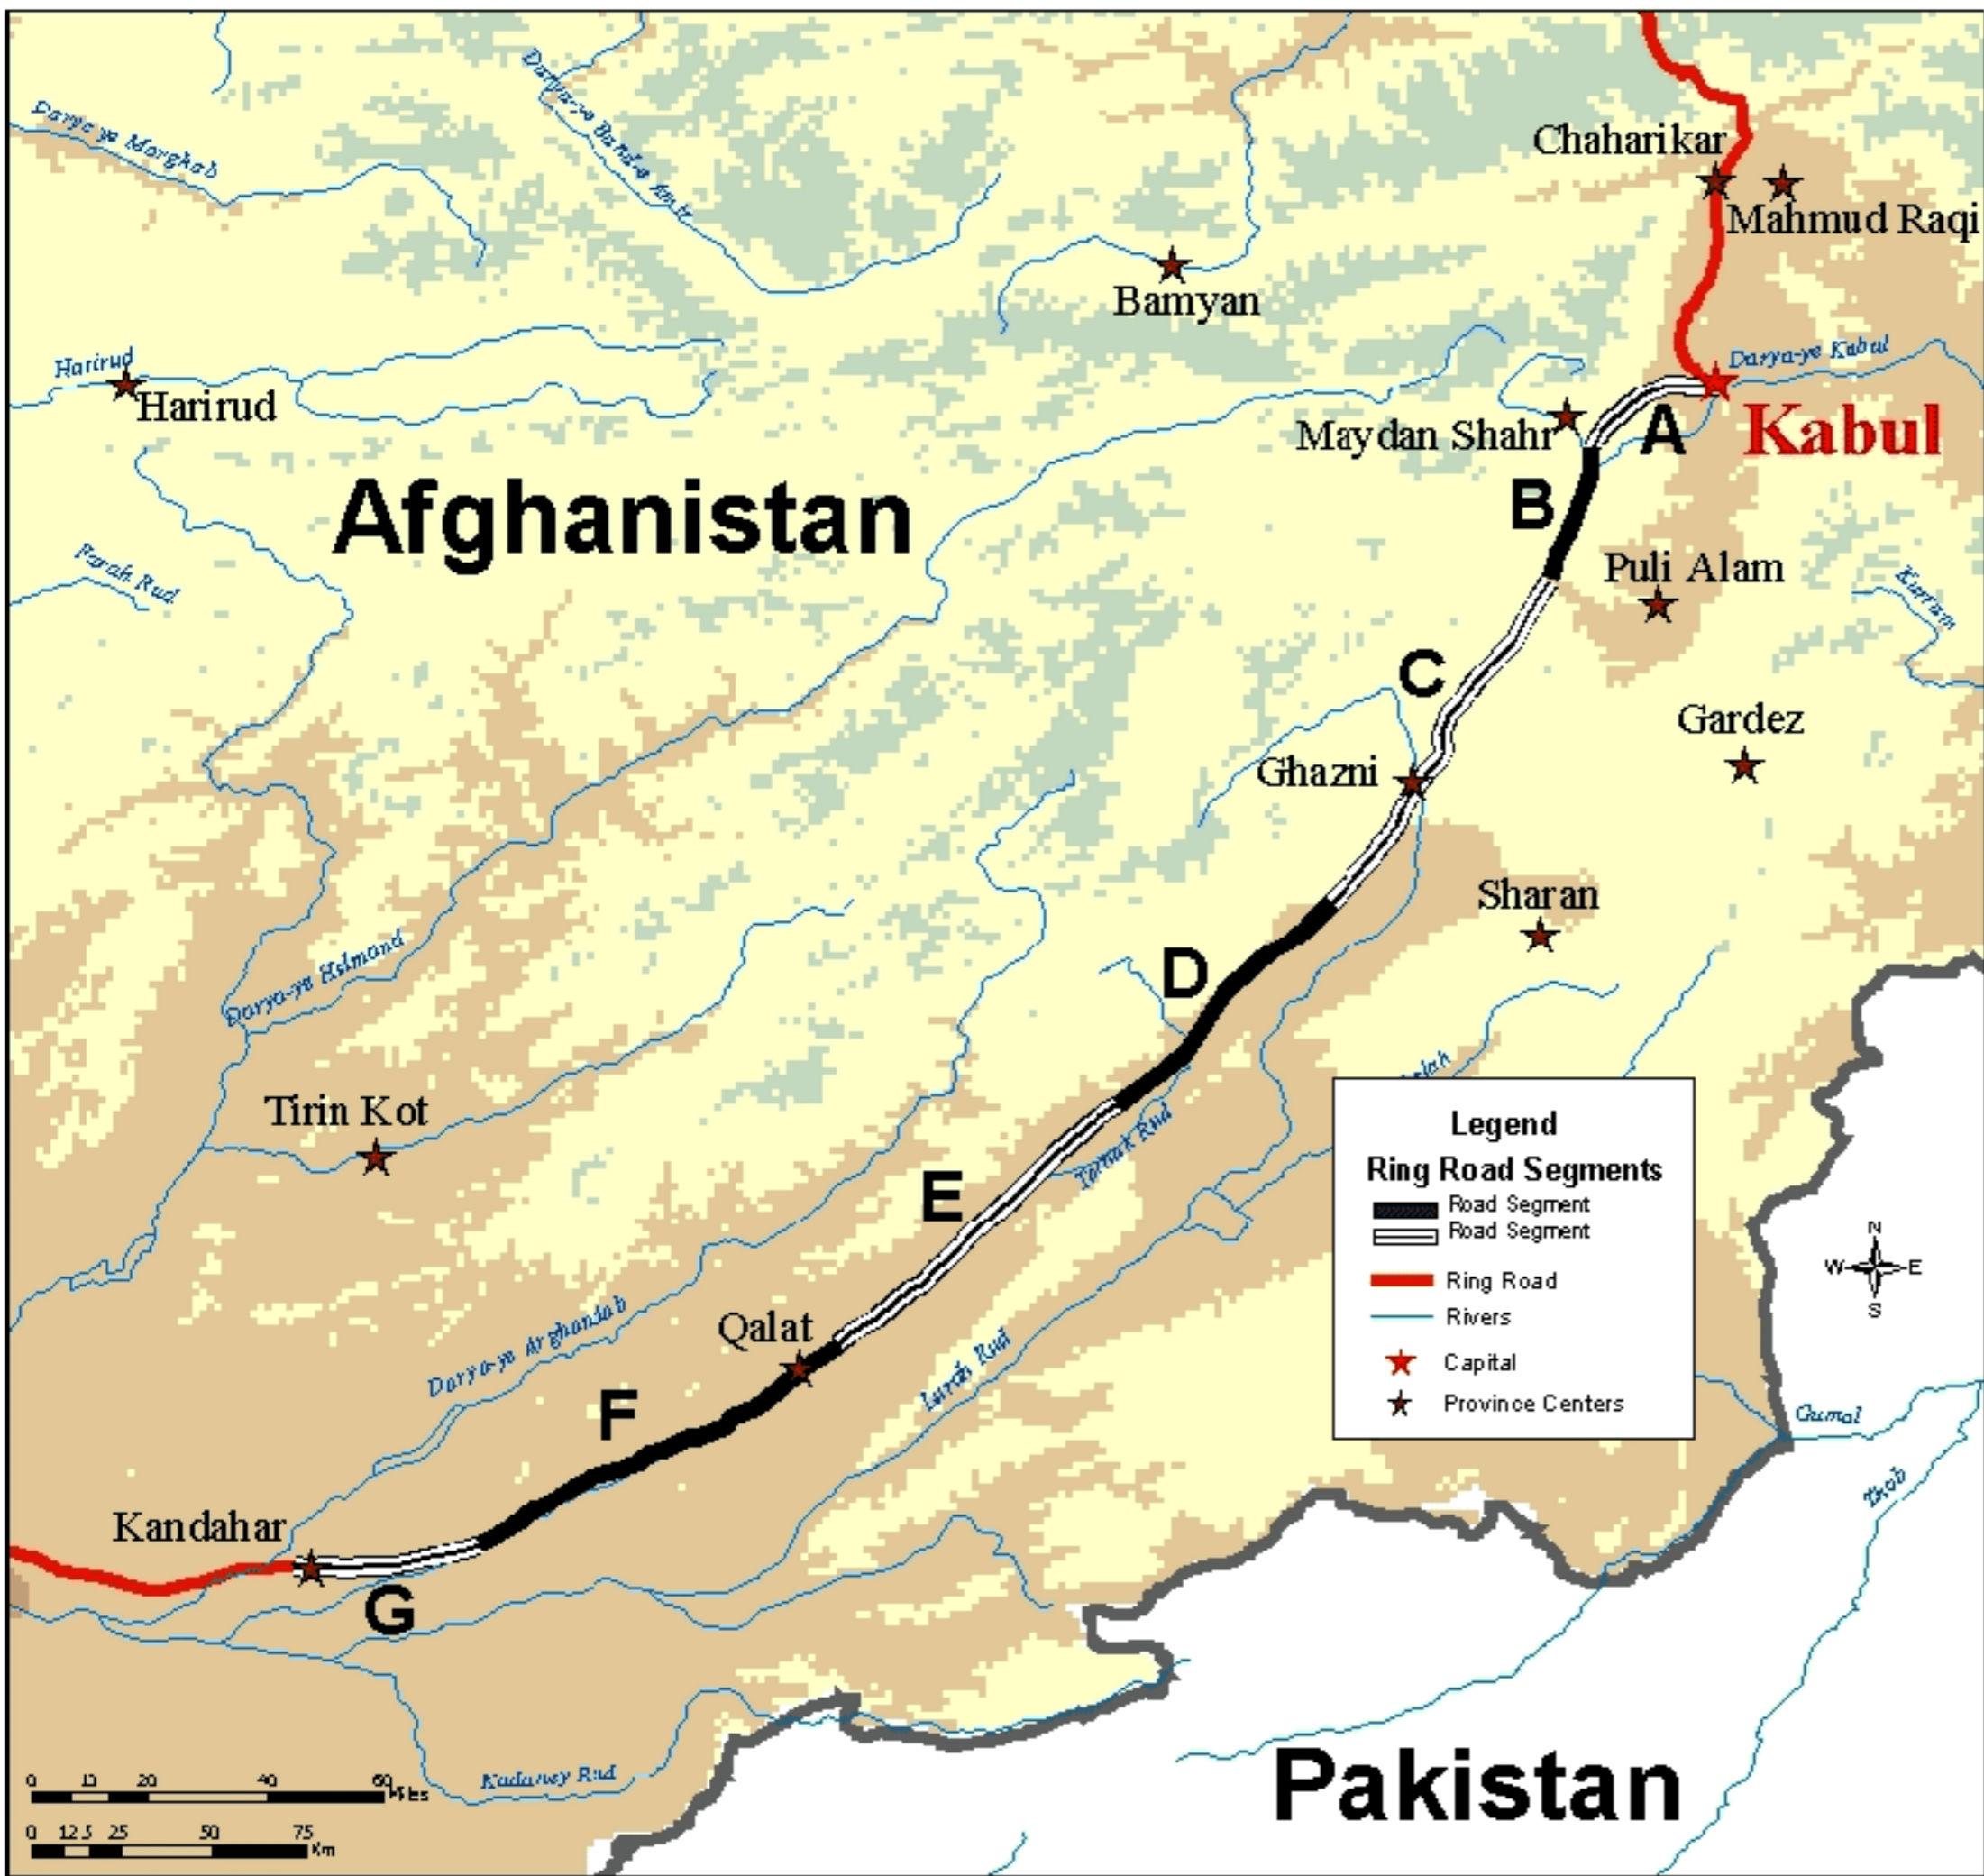 Darya-ye Morghab
Darya-ye Band-e Amir
Chaharikar
Mahmud Raqi
Bamyan
Harirud
Harirud
Darya-ye Kabul
Maydan Shahr
A
Kabul
Afghanistan
B
Farah Rud
Puli Alam
Kurram
C
Gardez
Ghazni
Sharan
D
Darya-ye Helmand
Tirin Kot
Tarnak Rud
E
Legend
Ring Road Segments
Road Segment
Road Segment
Ring Road
Rivers
Capital
Province Centers
N
W E
S
Qalat
Darya-ye Arghandab
Lurah Rud
F
Gumal
Zhob
Kandahar
G
Kadaney Rud
Pakistan
0 10 20 40 60 Miles
0 12.5 25 50 75 Km